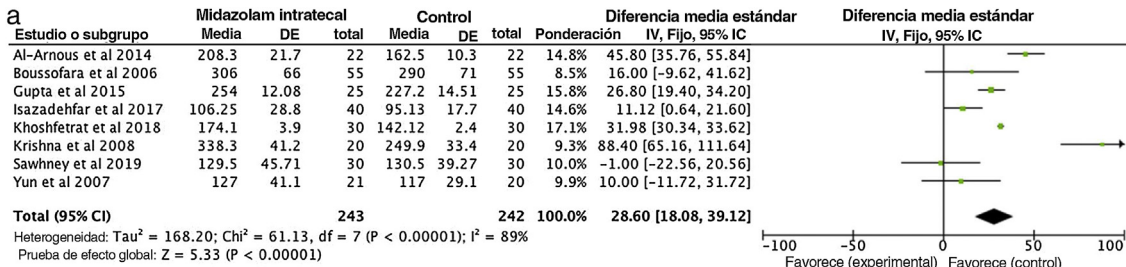 a
Midazolam intratecal Control Diferencia media estándar Diferencia media estándar
Estudio o subgrupo Media DE total Media DE total Ponderación IV, Fijo, 95% IC IV, Fijo, 95% IC
Al-Arnous et al 2014 208.3 21.7 22 162.5 10.3 22 14.8% 45.80 [35.76, 55.84]
Boussofara et al 2006 306 66 55 290 71 55 8.5% 16.00 [-9.62, 41.62]
Gupta et al 2015 254 12.08 25 227.2 14.51 25 15.8% 26.80 [19.40, 34.20]
Isazadehfar et al 2017 106.25 28.8 40 95.13 17.7 40 14.6% 11.12 [0.64, 21.60]
Khoshfetrat et al 2018 174.1 3.9 30 142.12 2.4 30 17.1% 31.98 [30.34, 33.62]
Krishna et al 2008 338.3 41.2 20 249.9 33.4 20 9.3% 88.40 [65.16, 111.64]
Sawhney et al 2019 129.5 45.71 30 130.5 39.27 30 10.0% -1.00 [-22.56, 20.56]
Yun et al 2007 127 41.1 21 117 29.1 20 9.9% 10.00 [-11.72, 31.72]
Total (95% CI) 243 242 100.0% 28.60 [18.08, 39.12]
Heterogeneidad: Tau² = 168.20; Chi² = 61.13, df = 7 (P < 0.00001); I² = 89%
Prueba de efecto global: Z = 5.33 (P < 0.00001)
-100 -50 0 50 100
Favorece (experimental) Favorece (control)